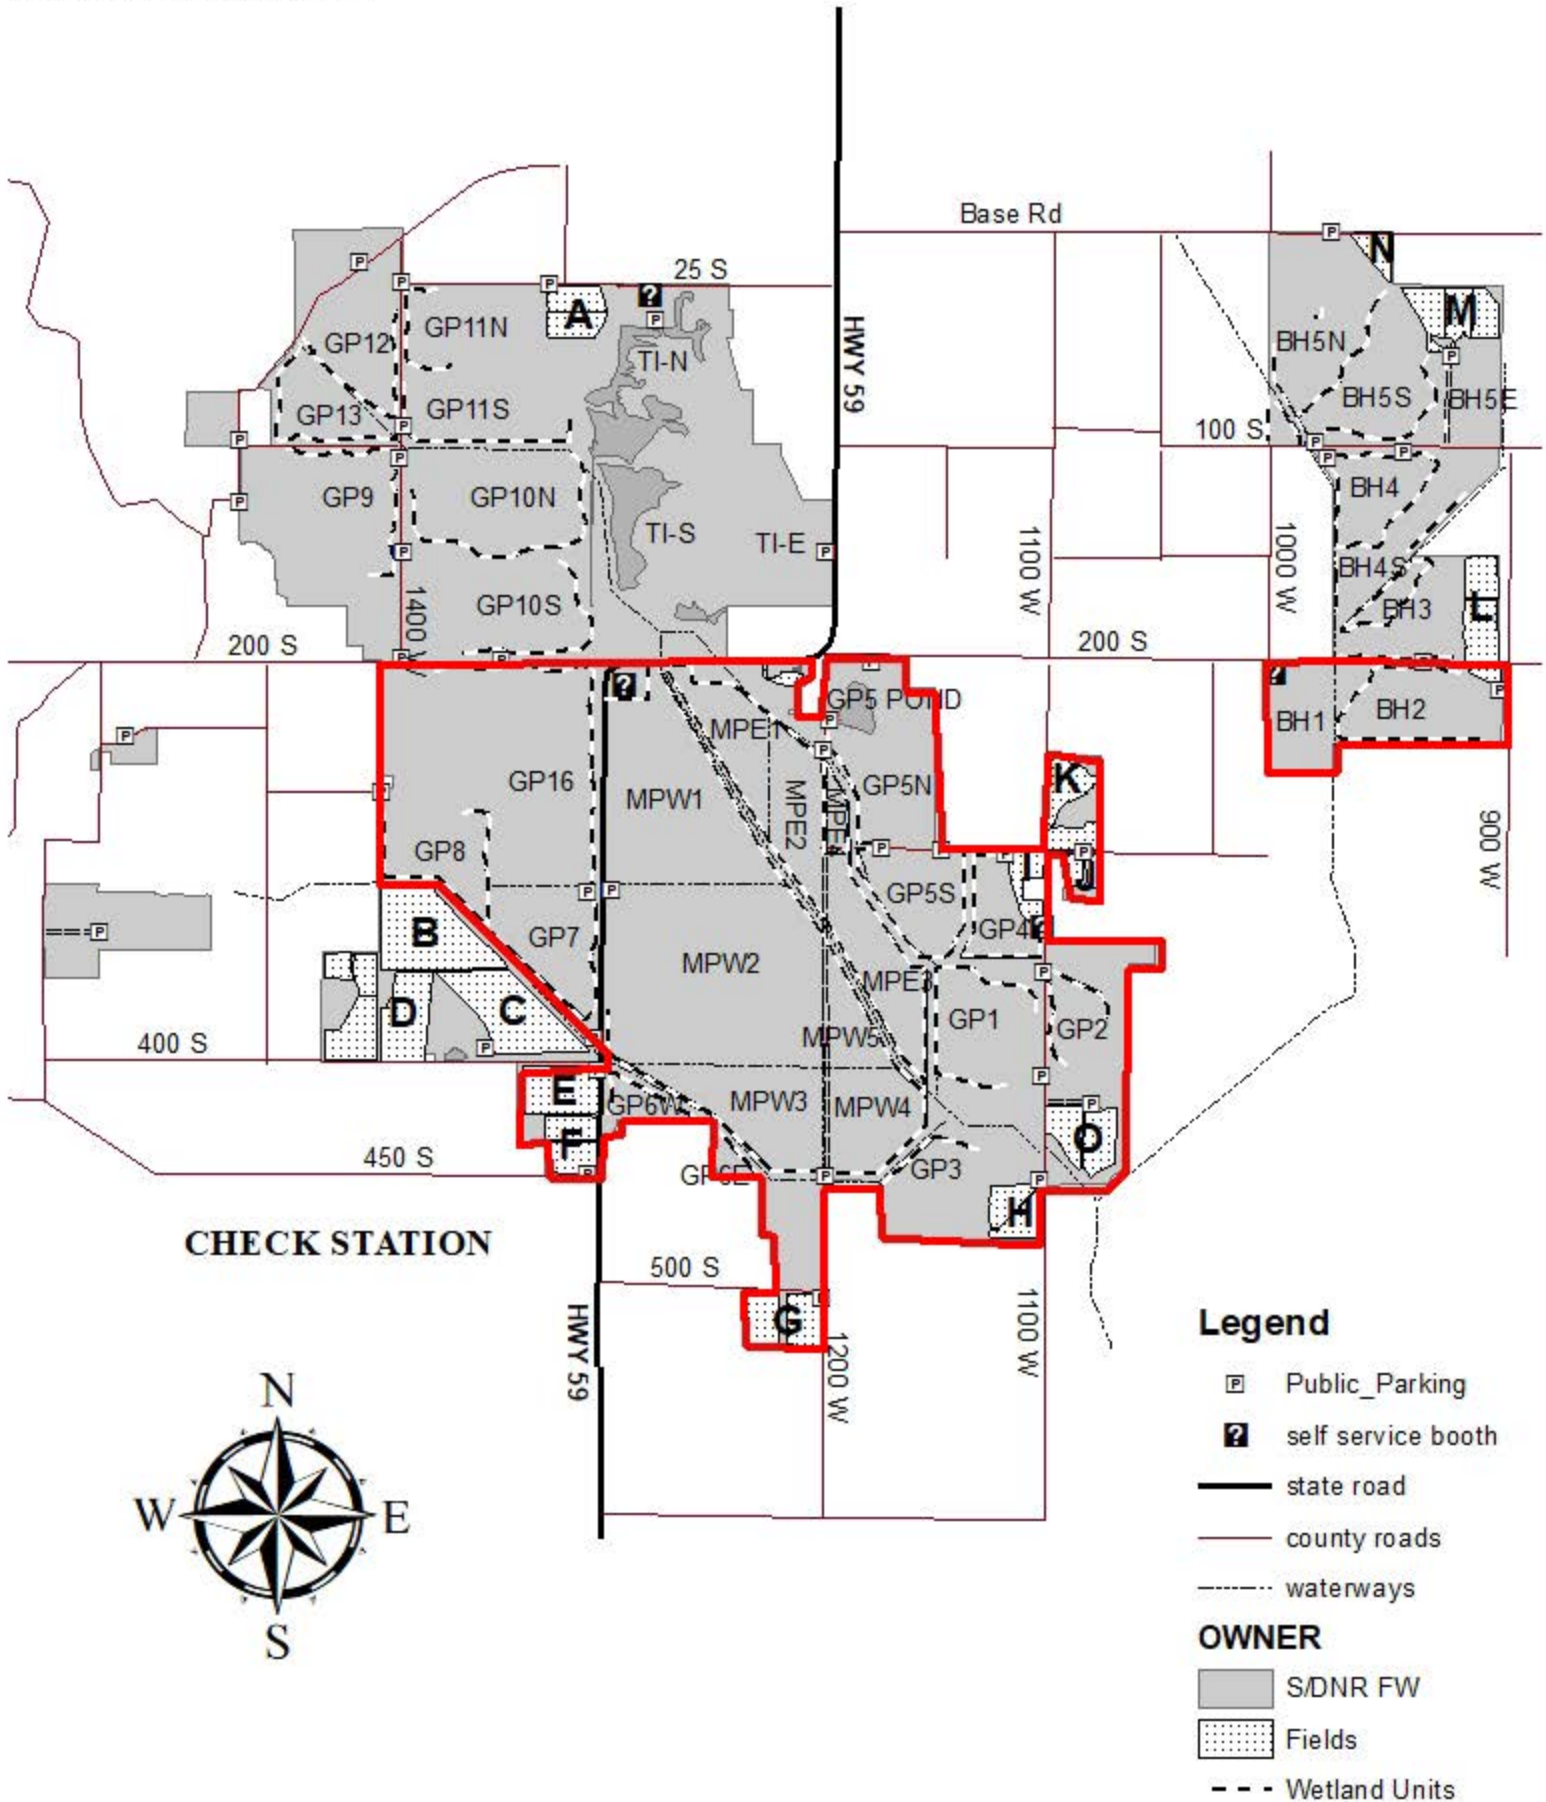 Base Rd
N
25 S
A
M
GP11N
GP12
HWY 59
BH5N
TI-N
BH5S
BH5E
GP13
GP11S
100 S
GP9
GP10N
BH4
TI-S
TI-E
1100 W
1000 W
BH4S
1400
GP10S
BH3
L
200 S
200 S
GP5 POND
MPE1
BH1
BH2
GP16
MPW1
MPE2
MPE4
GP5N
K
900 W
GP8
GP5S
I
J
B
GP7
GP4
MPW2
MPE3
D
C
GP1
GP2
MPW5
400 S
E
GP6W
MPW3
MPW4
O
F
450 S
GP6E
GP3
H
CHECK STATION
500 S
G
HWY 59
1200 W
1100 W
N
W
E
S
Legend
P Public_Parking
? self service booth
state road
county roads
waterways
OWNER
S/DNR FW
Fields
Wetland Units